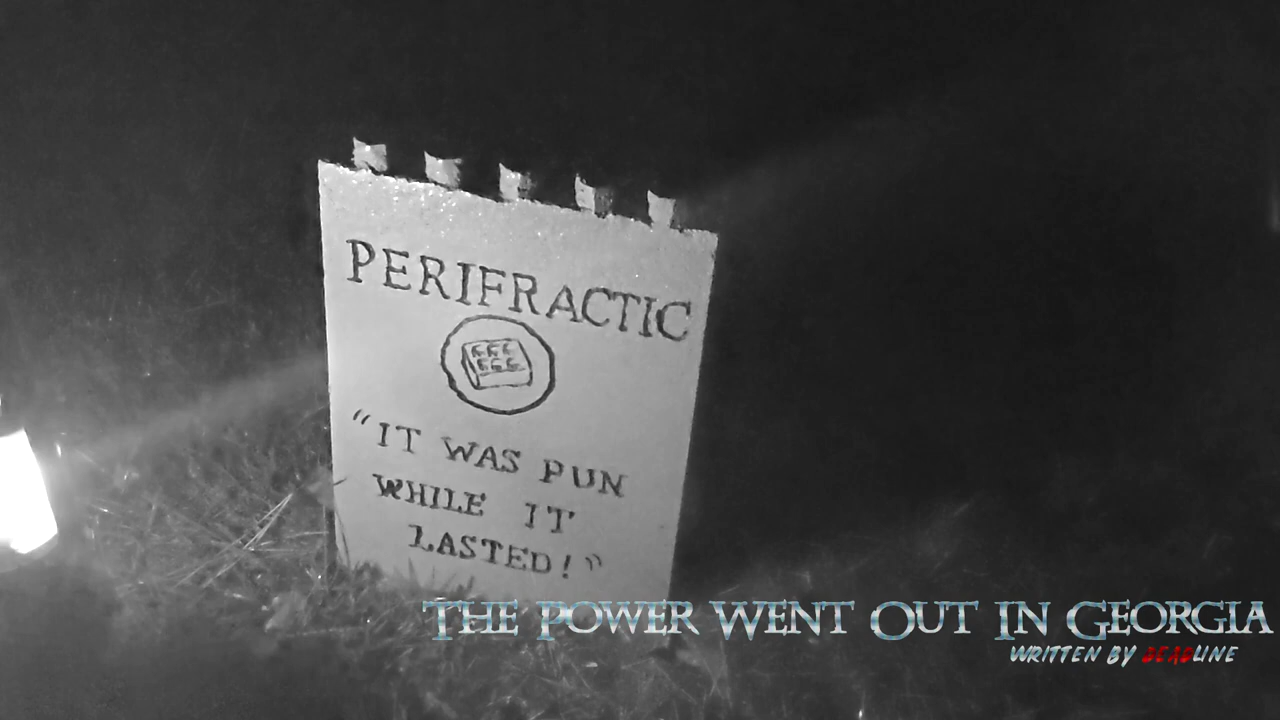 PERIFRACTIC
"IT WAS PUN
WHILE IT
LASTED!"
THE POWER WENT OUT IN GEORGIA
WRITTEN BY DEADLINE